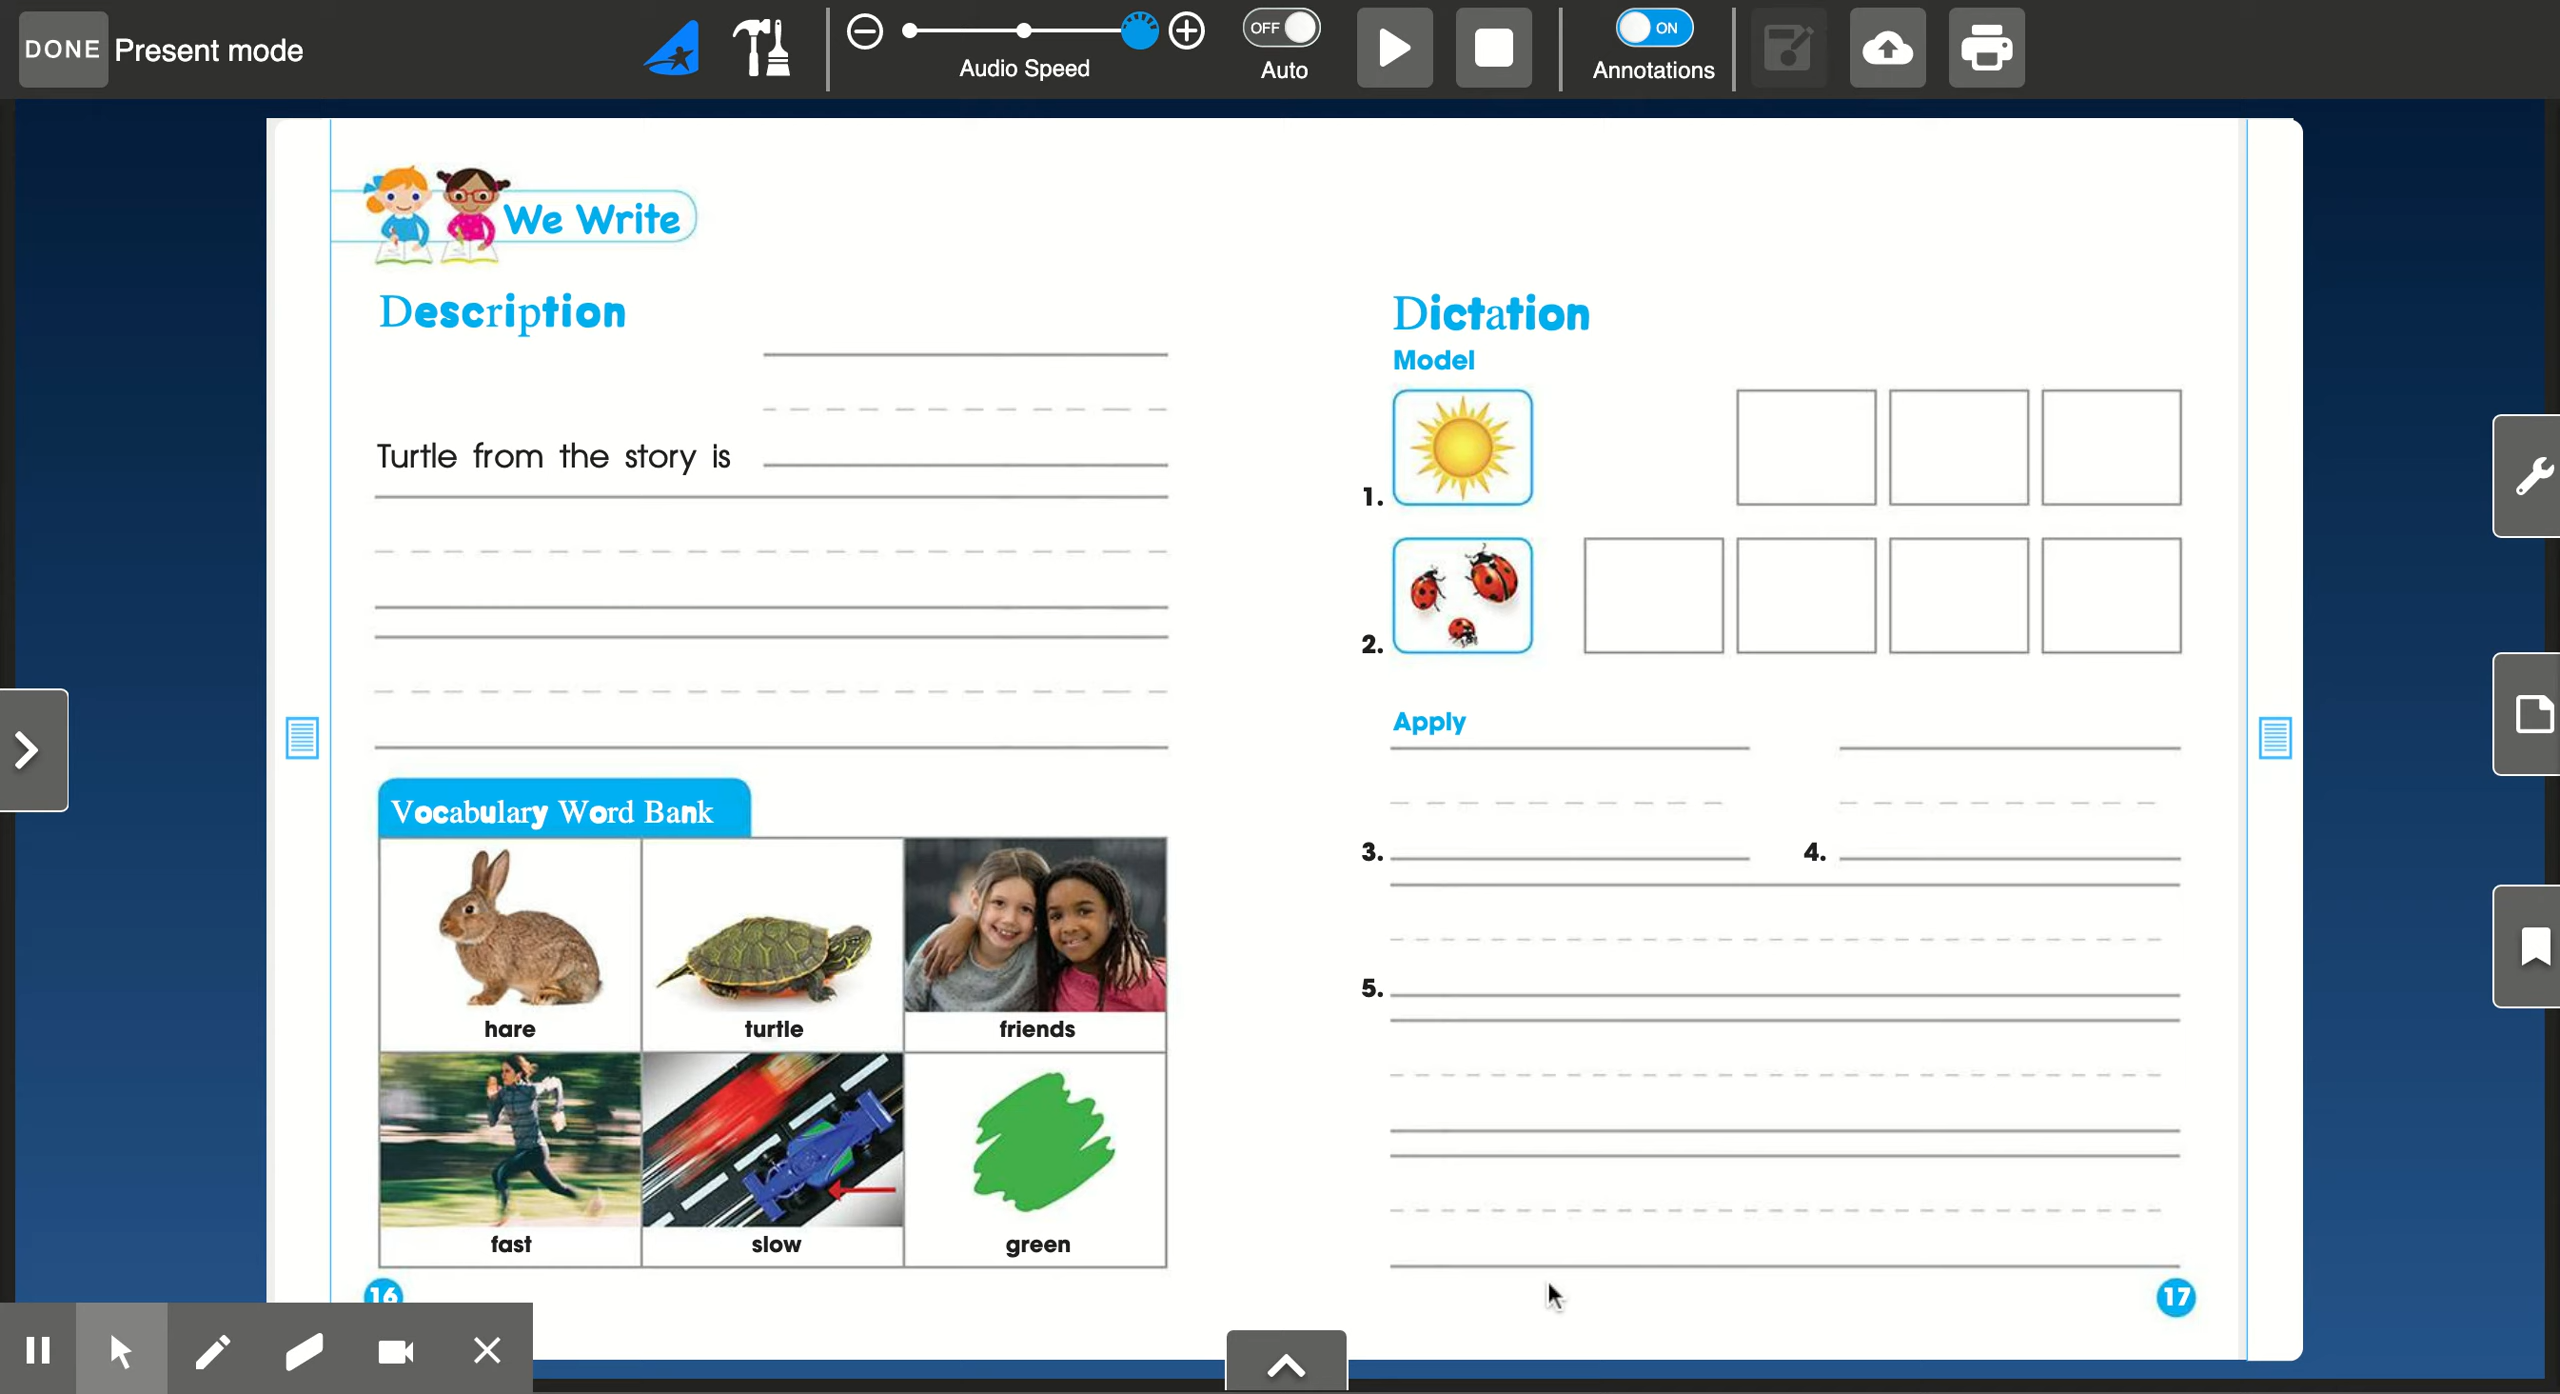 DONE Present mode
Audio Speed
OFF
Auto
ON
Annotations
We Write
Description
Turtle from the story is
Vocabulary Word Bank
hare
turtle
friends
fast
slow
green
16
Dictation
Model
1.
2.
Apply
3.
4.
5.
17